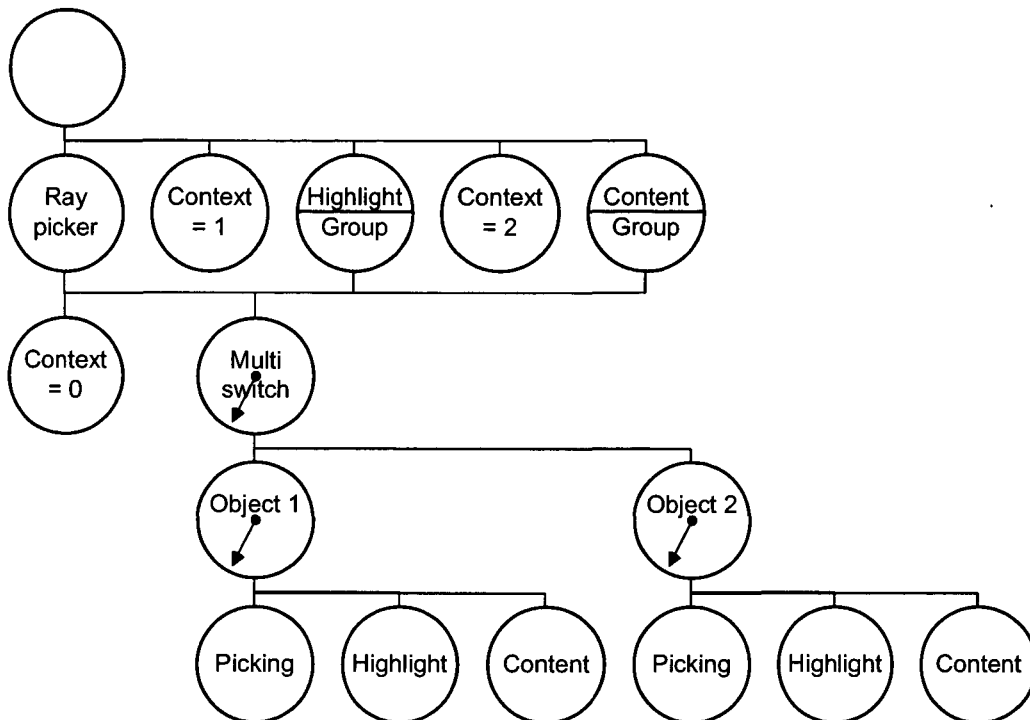 Ray
picker
Context
= 1
Highlight
Group
Context
= 2
Content
Group
Context
= 0
Multi
switch
Object 1
Object 2
Picking
Highlight
Content
Picking
Highlight
Content